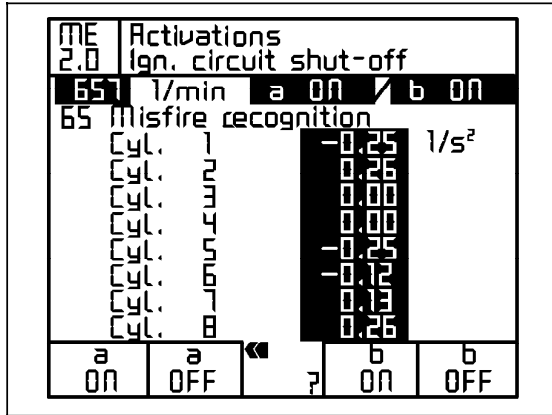 ME Activations
2.0 Ign. circuit shut-off
657 1/min a ON / b ON
65 Misfire recognition
Cyl. 1 -0.25 1/s²
Cyl. 2 0.26
Cyl. 3 0.00
Cyl. 4 0.00
Cyl. 5 -0.25
Cyl. 6 -0.12
Cyl. 7 0.13
Cyl. 8 0.26
a a b b
ON OFF ? ON OFF